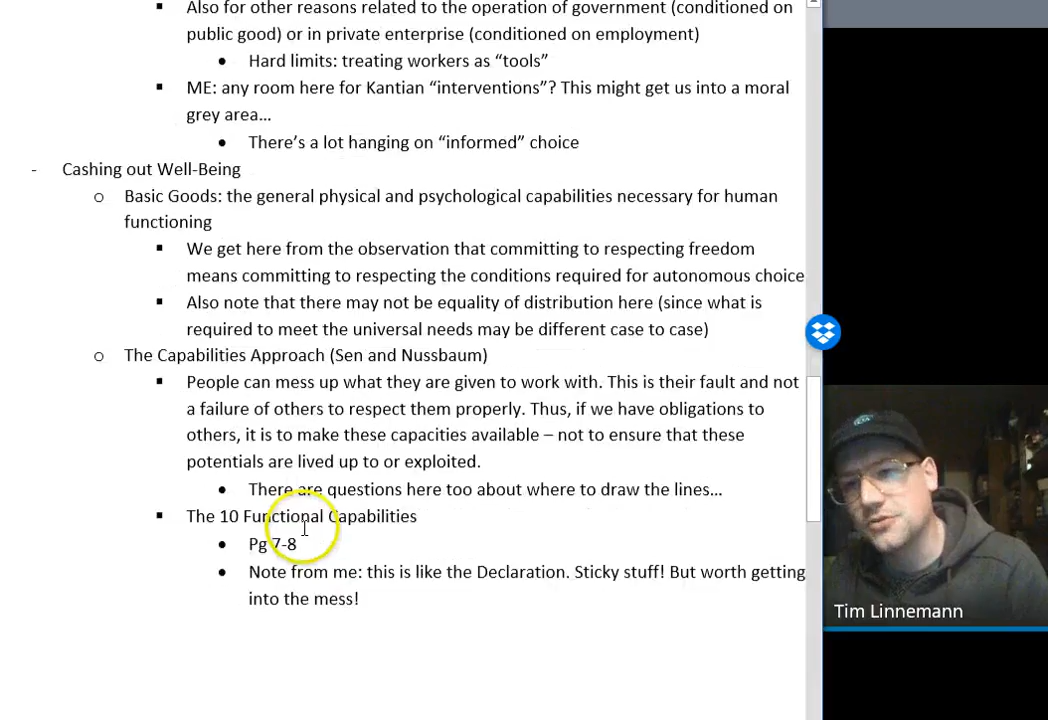 Also for other reasons related to the operation of government (conditioned on
public good) or in private enterprise (conditioned on employment)
Hard limits: treating workers as “tools”
ME: any room here for Kantian “interventions”? This might get us into a moral
grey area…
There’s a lot hanging on “informed” choice
- Cashing out Well-Being
Basic Goods: the general physical and psychological capabilities necessary for human
functioning
We get here from the observation that committing to respecting freedom
means committing to respecting the conditions required for autonomous choice
Also note that there may not be equality of distribution here (since what is
required to meet the universal needs may be different case to case)
The Capabilities Approach (Sen and Nussbaum)
People can mess up what they are given to work with. This is their fault and not
a failure of others to respect them properly. Thus, if we have obligations to
others, it is to make these capacities available – not to ensure that these
potentials are lived up to or exploited.
There are questions here too about where to draw the lines…
The 10 Functional Capabilities
Pg 7-8
Note from me: this is like the Declaration. Sticky stuff! But worth getting
into the mess!
Tim Linnemann